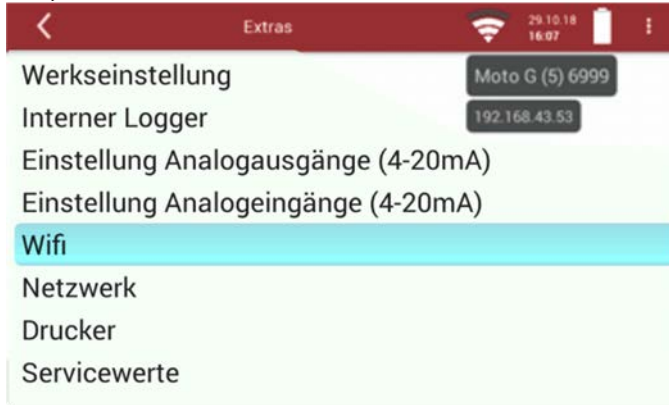 Extras
29.10.18
16:07
Werkseinstellung
Moto G (5) 6999
Interner Logger
192.168.43.53
Einstellung Analogausgänge (4-20mA)
Einstellung Analogeingänge (4-20mA)
Wifi
Netzwerk
Drucker
Servicewerte